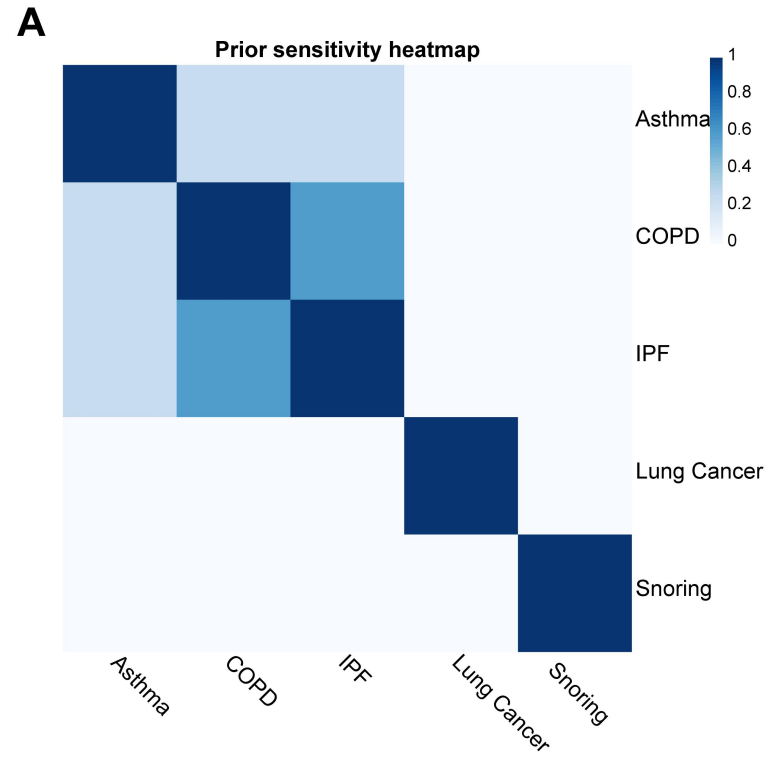 A
Prior sensitivity heatmap
1
0.8
0.6
0.4
0.2
0
Asthma
COPD
IPF
Lung Cancer
Snoring
Asthma
COPD
IPF
Lung Cancer
Snoring